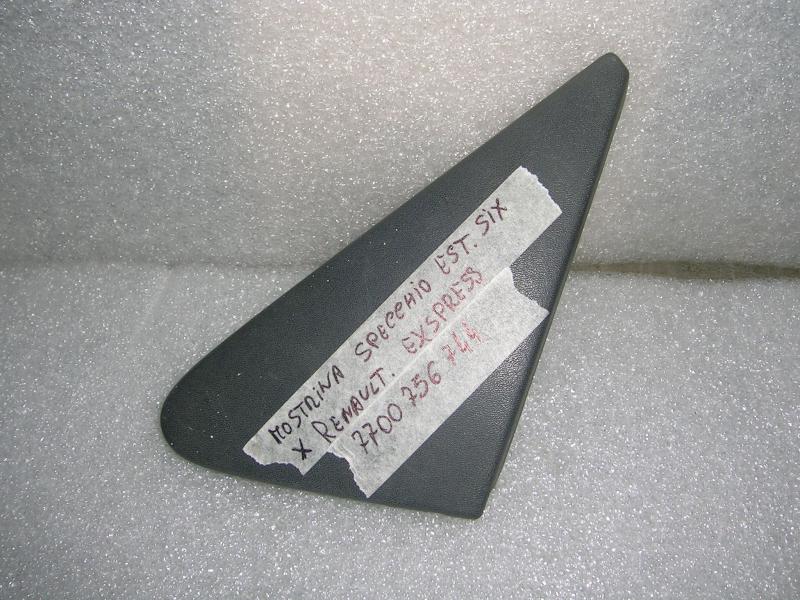 MOSTRINA SPECCHIO EST. SIX
X RENAULT. EXSPRESS
7700 756 744